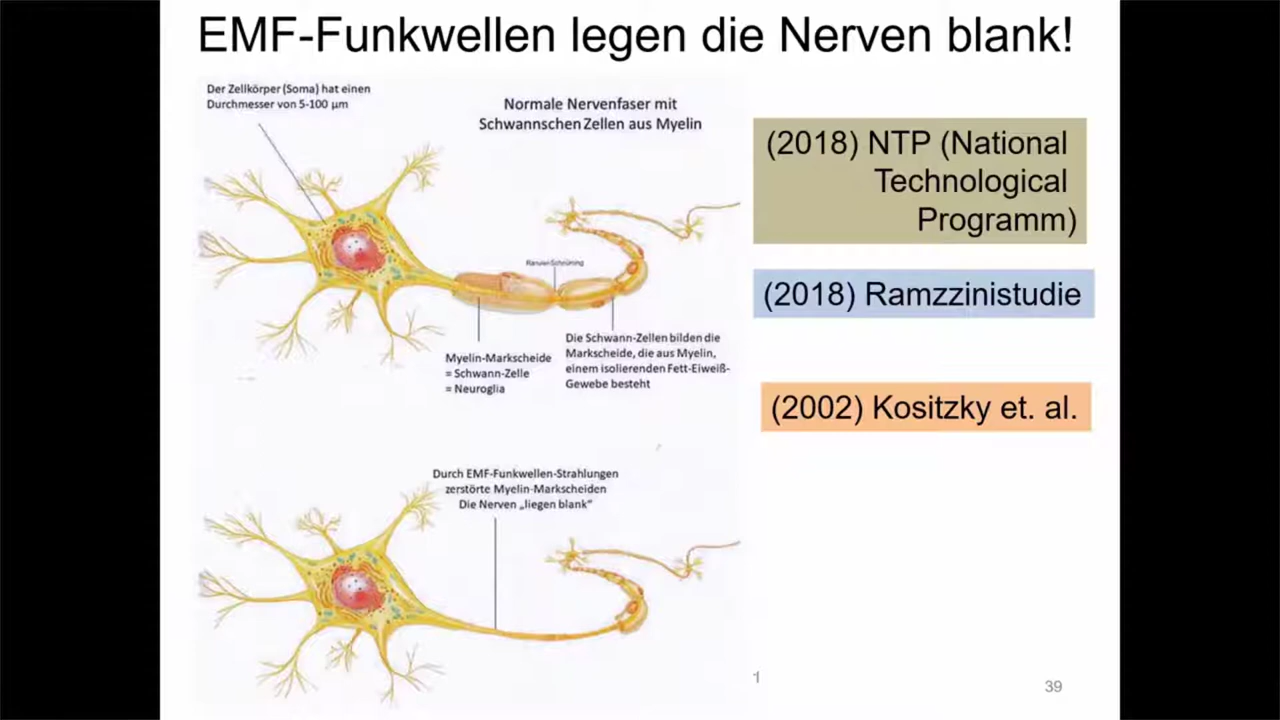 EMF-Funkwellen legen die Nerven blank!
Der Zellkörper (Soma) hat einen
Durchmesser von 5-100 µm
Normale Nervenfaser mit
Schwannschen Zellen aus Myelin
(2018) NTP (National
Technological
Programm)
(2018) Ramzzinistudie
(2002) Kositzky et. al.
Myelin-Markscheide
= Schwann-Zelle
= Neuroglia
Die Schwann-Zellen bilden die
Markscheide, die aus Myelin,
einem isolierenden Fett-Eiweiß-
Gewebe besteht
Durch EMF-Funkwellen-Strahlungen
zerstörte Myelin-Markscheiden
Die Nerven „liegen blank“
1
39